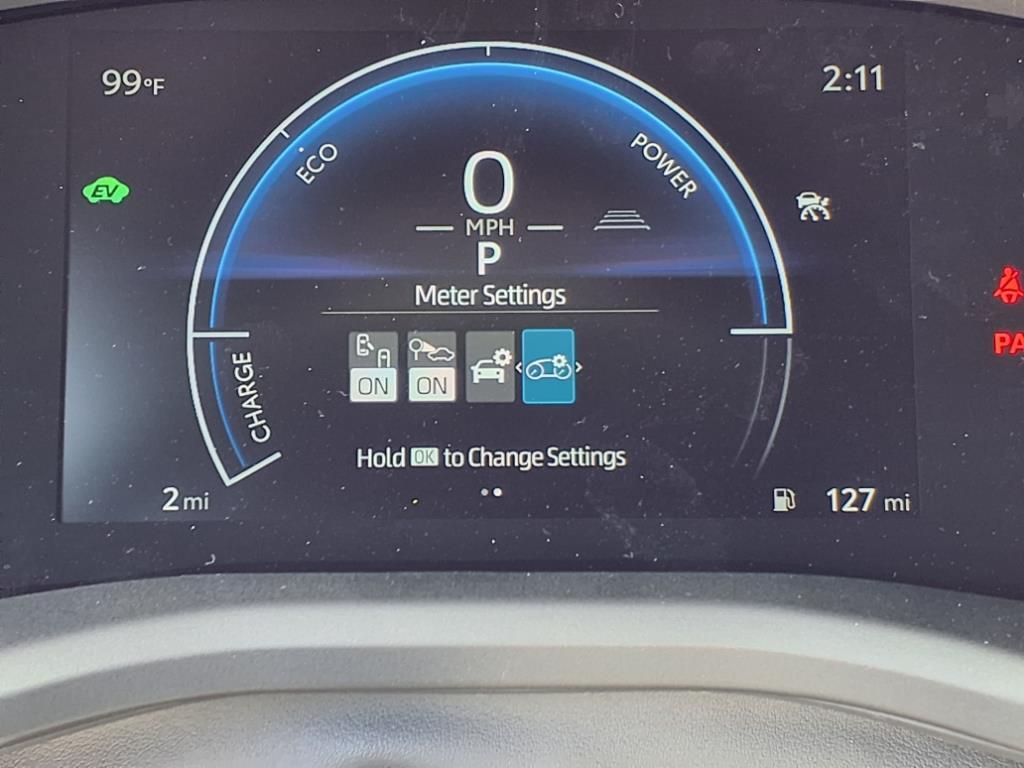 99°F
2:11
ECO
POWER
EV
0
MPH
P
Meter Settings
CHARGE
ON
ON
Hold OK to Change Settings
2 mi
127 mi